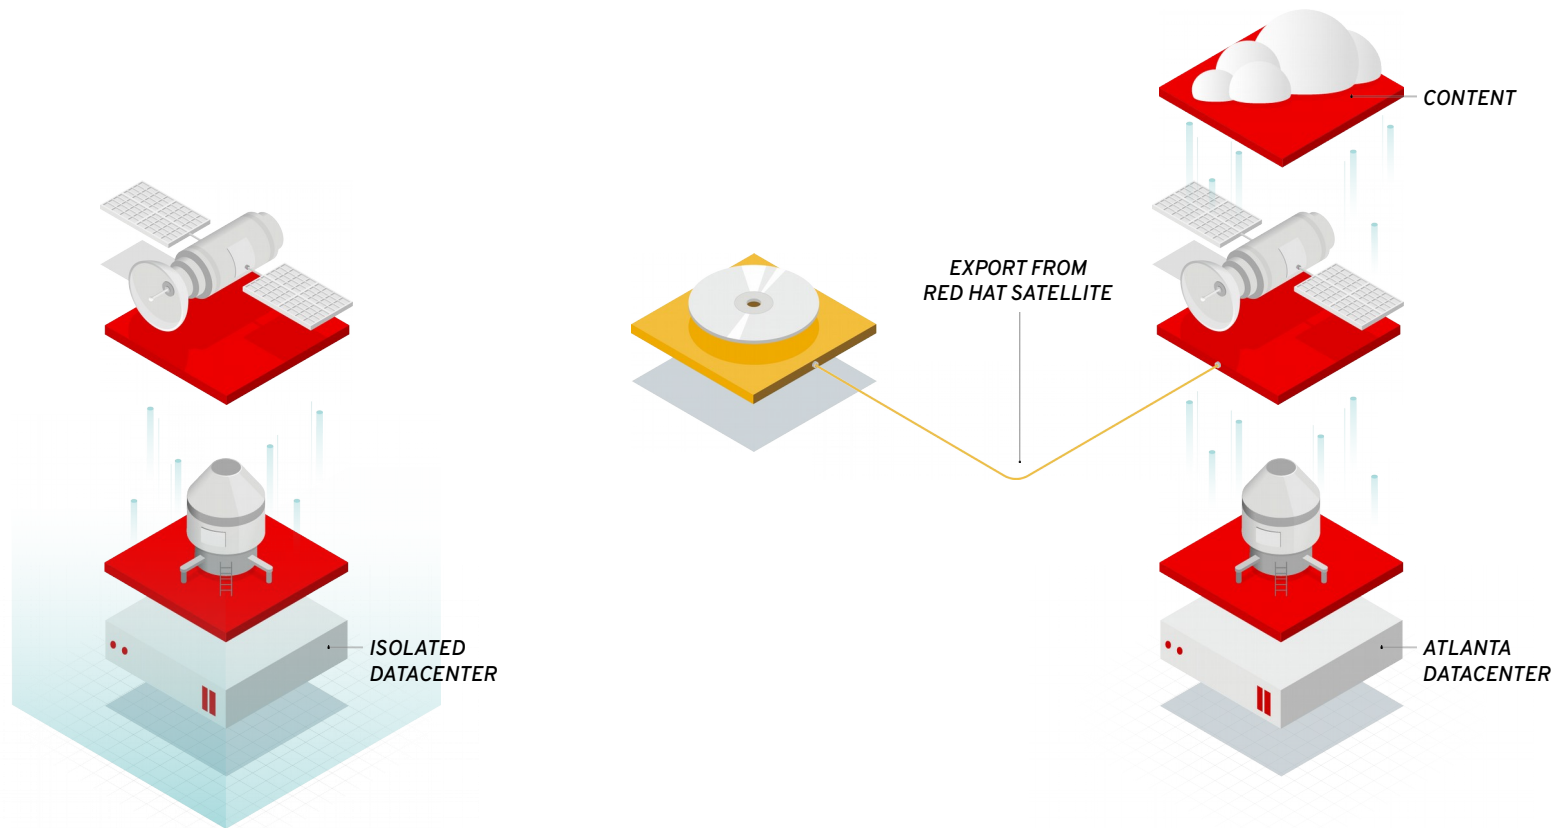 CONTENT
EXPORT FROM
RED HAT SATELLITE
ISOLATED
DATACENTER
ATLANTA
DATACENTER